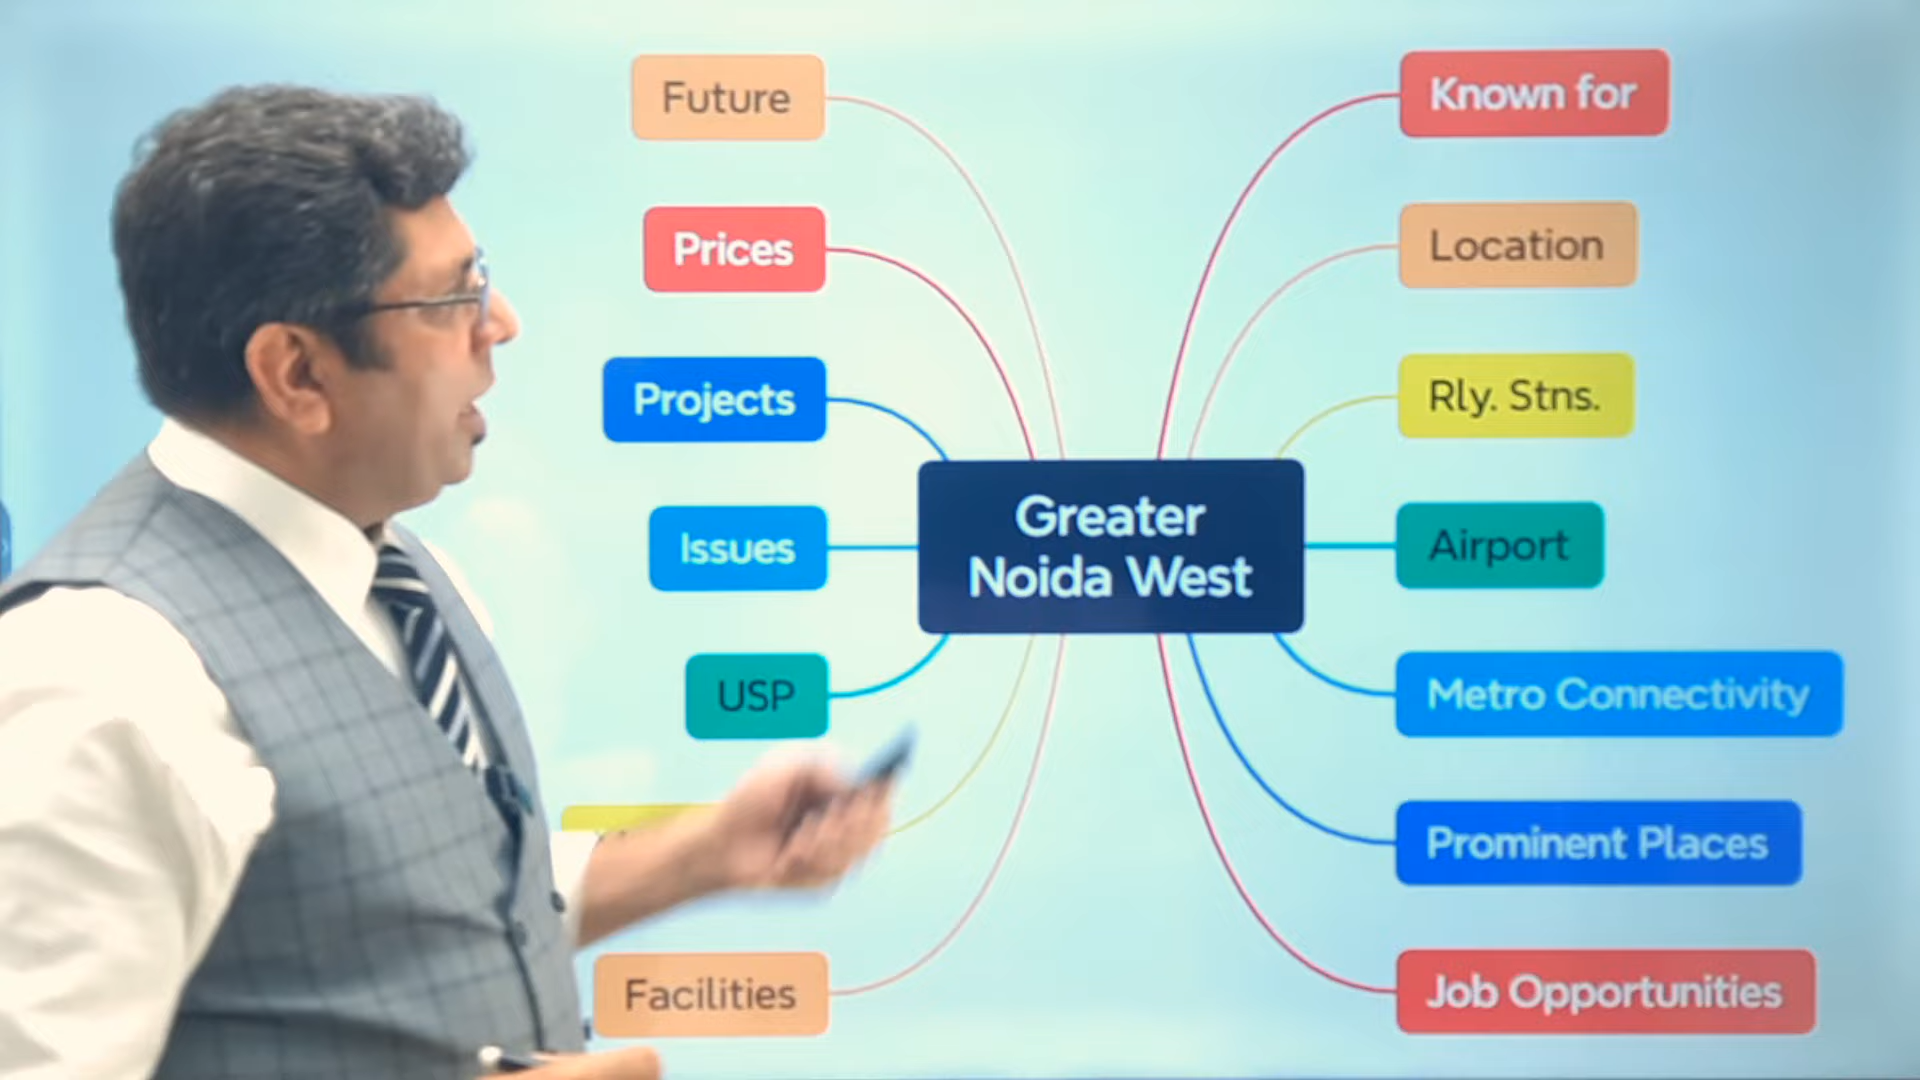 Future
Prices
Projects
Issues
USP
Facilities
Greater
Noida West
Known for
Location
Rly. Stns.
Airport
Metro Connectivity
Prominent Places
Job Opportunities